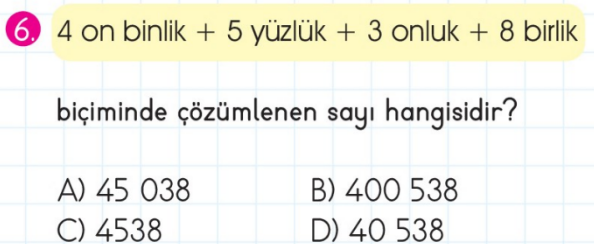 6. 4 on binlik + 5 yüzlük + 3 onluk + 8 birlik
biçiminde çözümlenen sayı hangisidir?
A) 45 038 B) 400 538
C) 4538 D) 40 538